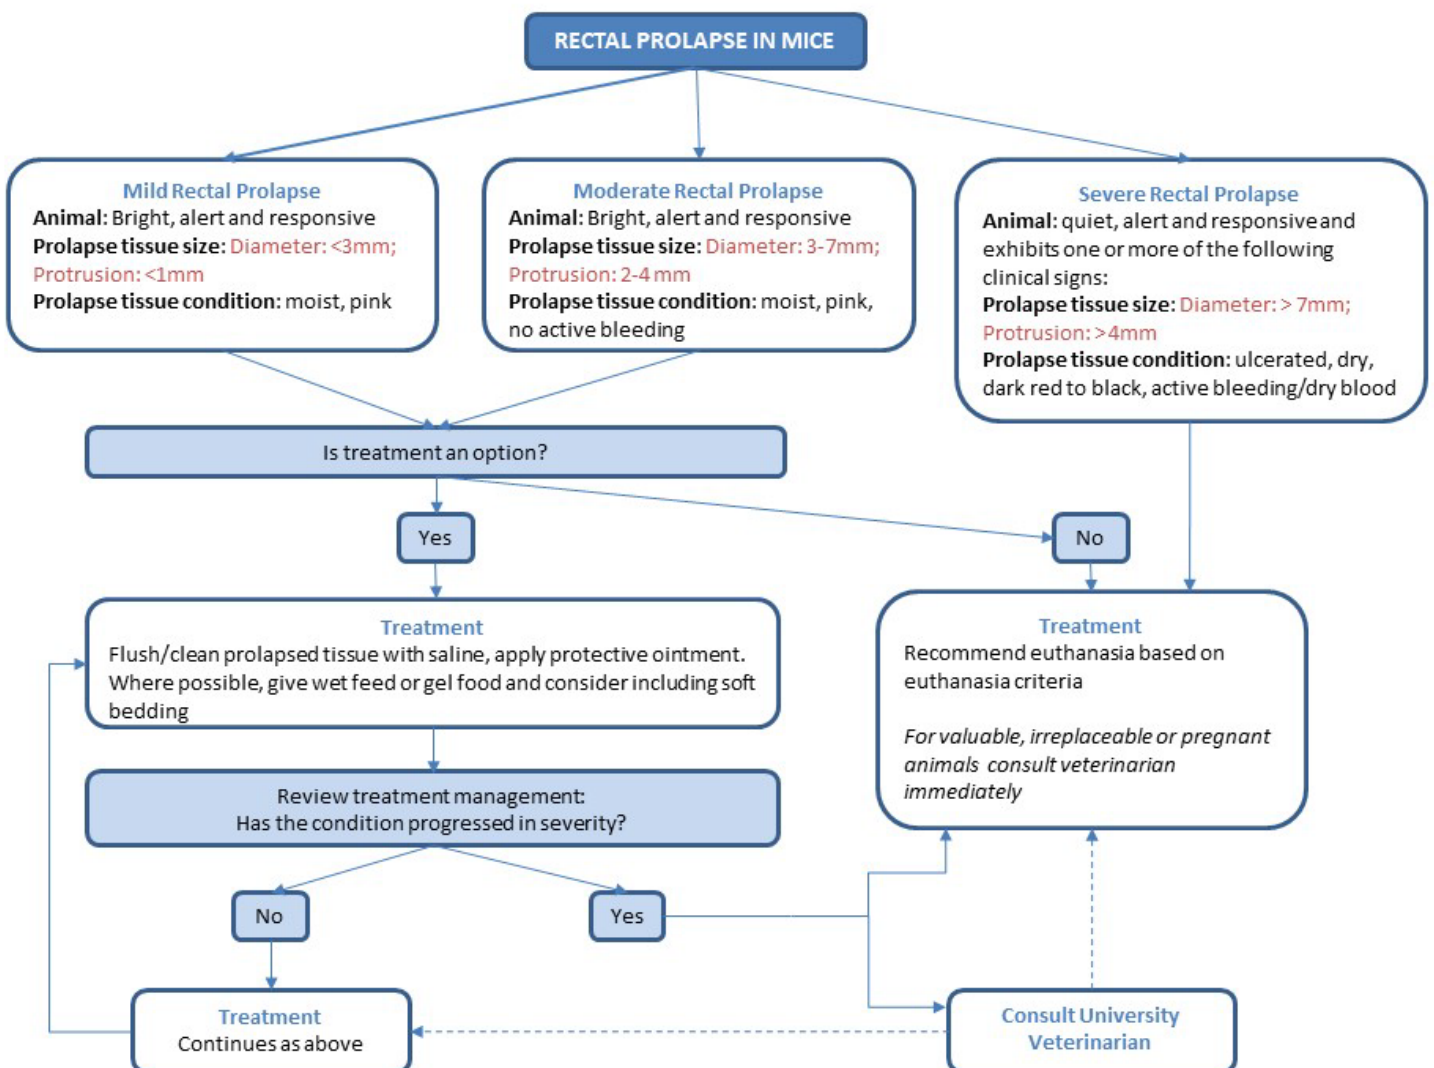 RECTAL PROLAPSE IN MICE
Mild Rectal Prolapse
Animal: Bright, alert and responsive
Prolapse tissue size: Diameter: <3mm;
Protrusion: <1mm
Prolapse tissue condition: moist, pink
Moderate Rectal Prolapse
Animal: Bright, alert and responsive
Prolapse tissue size: Diameter: 3-7mm;
Protrusion: 2-4 mm
Prolapse tissue condition: moist, pink,
no active bleeding
Severe Rectal Prolapse
Animal: quiet, alert and responsive and
exhibits one or more of the following
clinical signs:
Prolapse tissue size: Diameter: > 7mm;
Protrusion: >4mm
Prolapse tissue condition: ulcerated, dry,
dark red to black, active bleeding/dry blood
Is treatment an option?
Yes
No
Treatment
Flush/clean prolapsed tissue with saline, apply protective ointment.
Where possible, give wet feed or gel food and consider including soft
bedding
Treatment
Recommend euthanasia based on
euthanasia criteria
For valuable, irreplaceable or pregnant
animals consult veterinarian
immediately
Review treatment management:
Has the condition progressed in severity?
No
Yes
Treatment
Continues as above
Consult University
Veterinarian